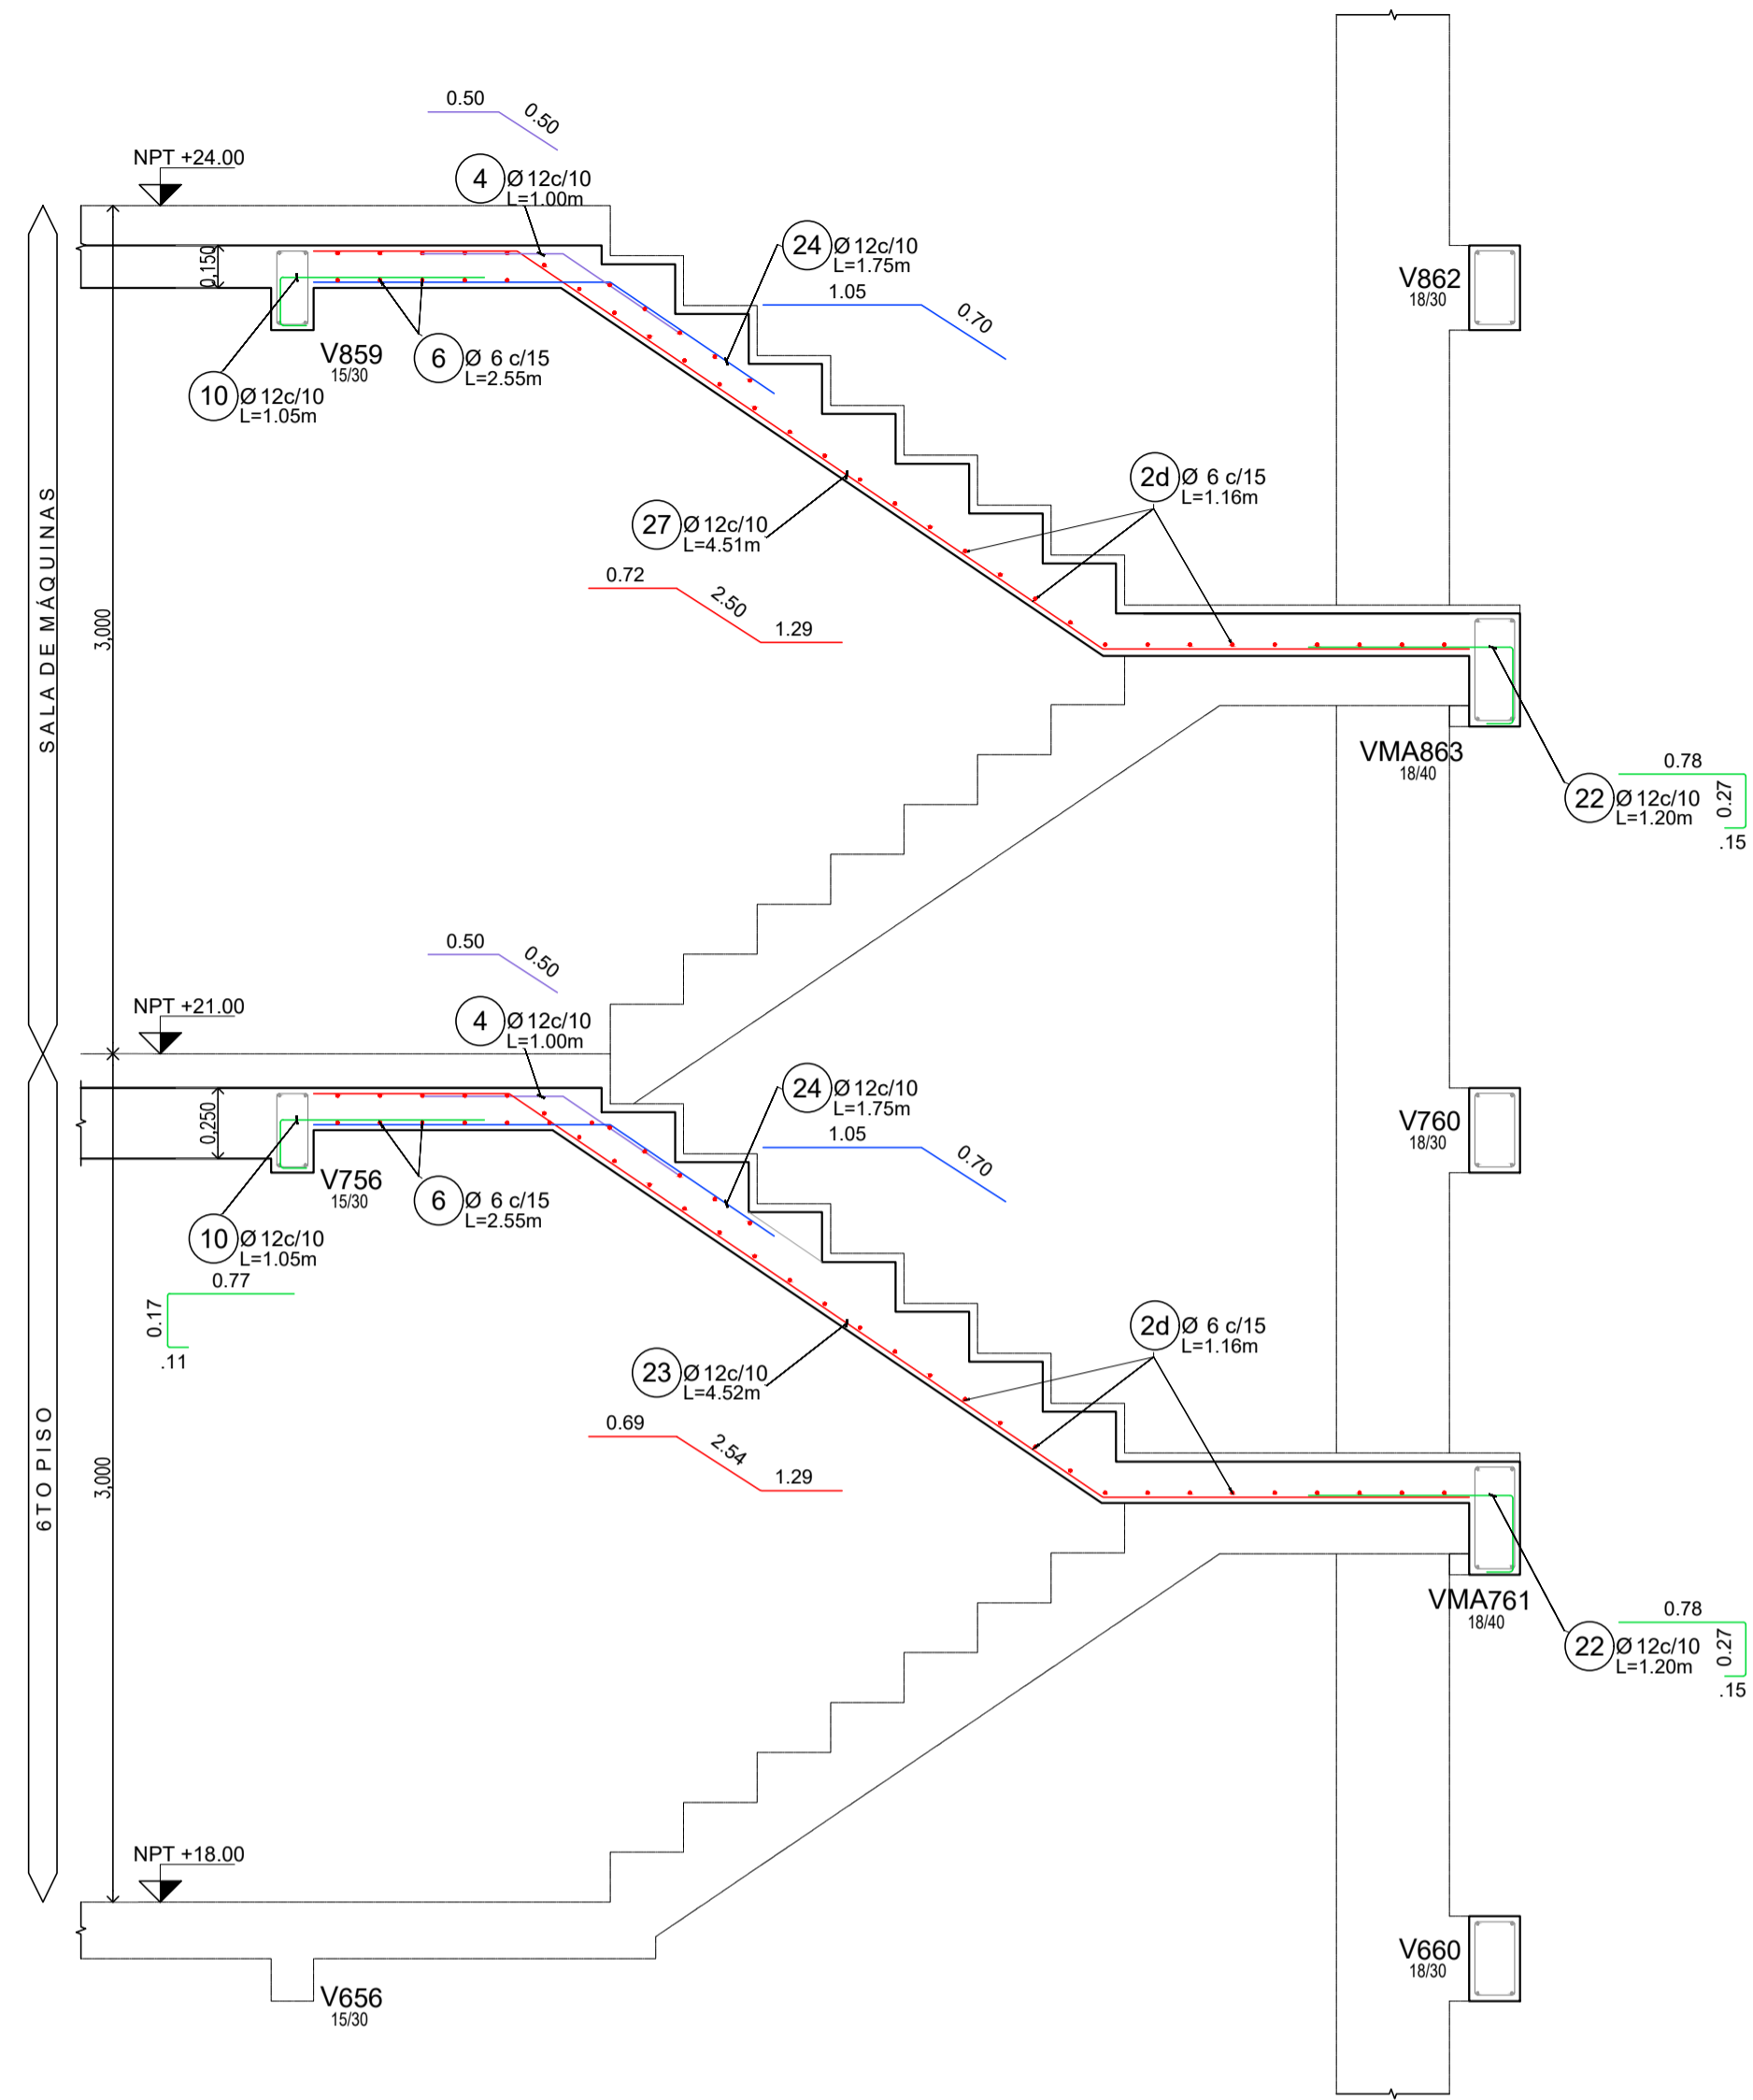 0.50
0.50
NPT +24.00
4 Ø 12c/10
L=1.00m
24 Ø 12c/10
L=1.75m
0,150
V862
18/30
1.05
0.70
V859
15/30
6 Ø 6 c/15
L=2.55m
10 Ø 12c/10
L=1.05m
2d Ø 6 c/15
L=1.16m
27 Ø 12c/10
L=4.51m
SALA DE MÁQUINAS
3,000
0.72
2.50
1.29
VMA863
18/40
0.78
0.27
22 Ø 12c/10
L=1.20m
.15
0.50
0.50
NPT +21.00
4 Ø 12c/10
L=1.00m
24 Ø 12c/10
L=1.75m
0,250
V760
18/30
1.05
0.70
V756
15/30
6 Ø 6 c/15
L=2.55m
10 Ø 12c/10
L=1.05m
0.77
0.17
.11
2d Ø 6 c/15
L=1.16m
23 Ø 12c/10
L=4.52m
6TO PISO
3,000
0.69
2.54
1.29
VMA761
18/40
0.78
0.27
22 Ø 12c/10
L=1.20m
.15
NPT +18.00
V660
18/30
V656
15/30